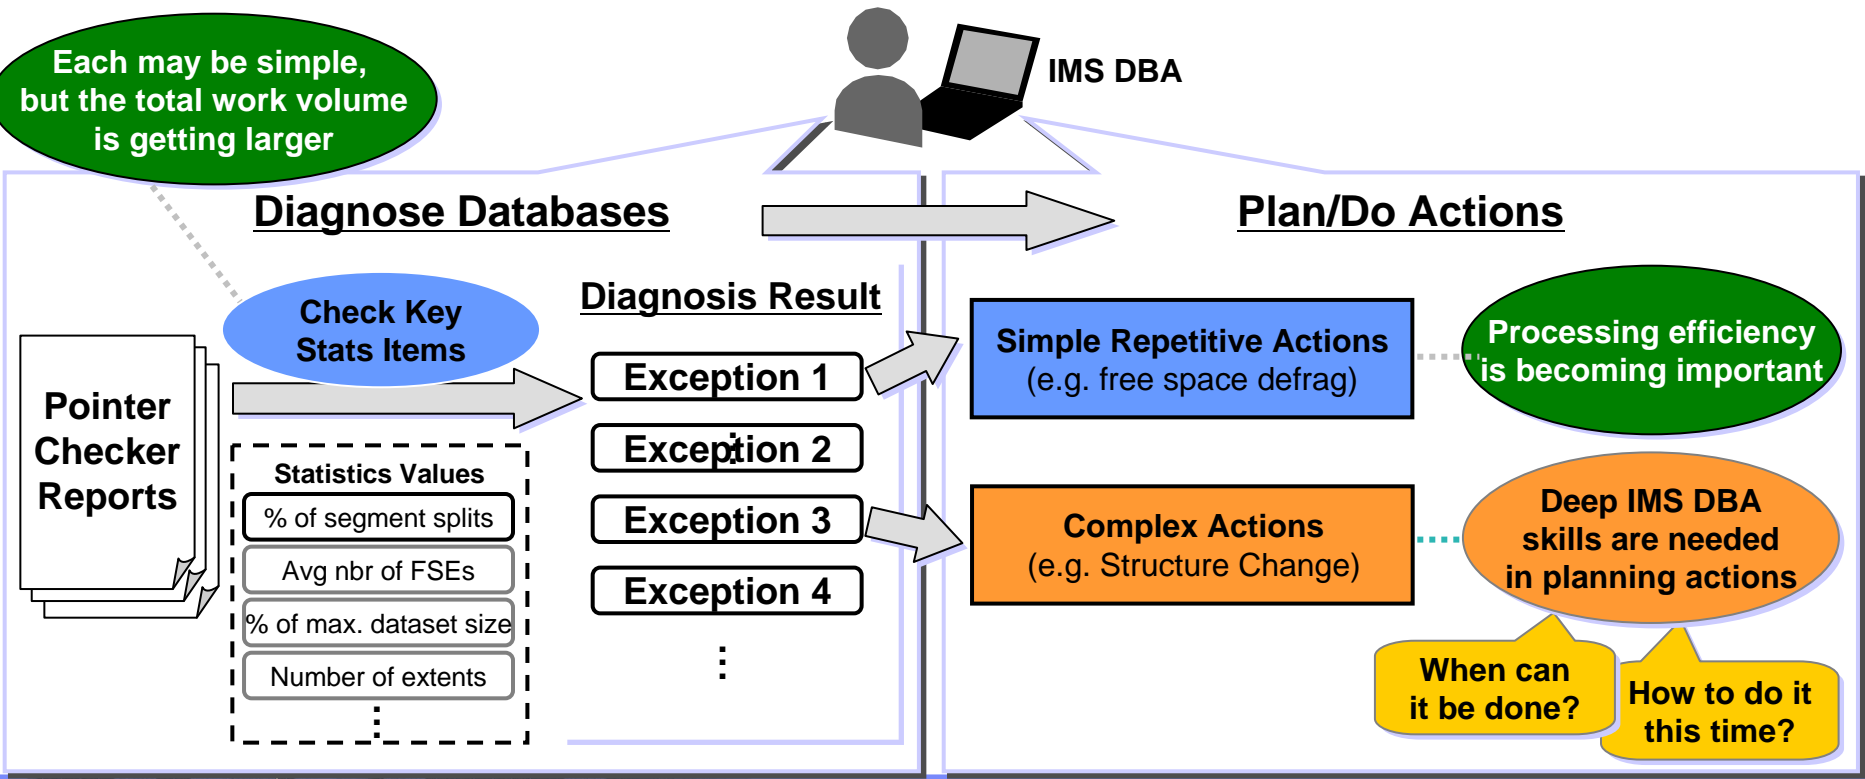 Each may be simple,
but the total work volume
is getting larger
IMS DBA
Diagnose Databases
Plan/Do Actions
Check Key
Stats Items
Diagnosis Result
Pointer
Checker
Reports
Statistics Values
% of segment splits
Avg nbr of FSEs
% of max. dataset size
Number of extents
⋮
Exception 1
Exception 2
⋮
Exception 3
Exception 4
⋮
Simple Repetitive Actions
(e.g. free space defrag)
Processing efficiency
is becoming important
Complex Actions
(e.g. Structure Change)
Deep IMS DBA
skills are needed
in planning actions
When can
it be done?
How to do it
this time?